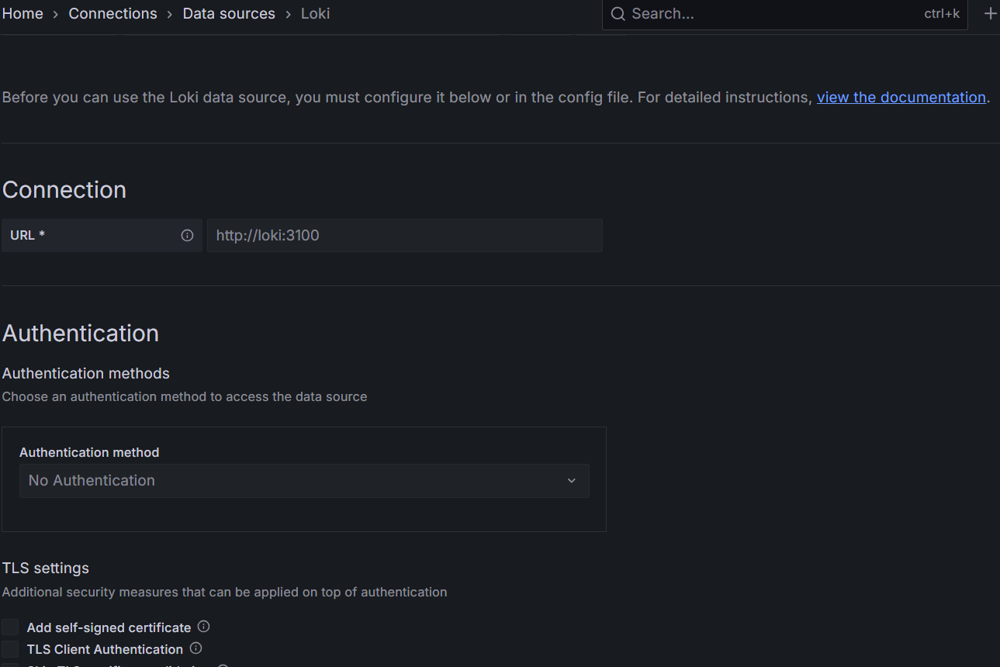 Home › Connections › Data sources › Loki
Search... ctrl+k
Before you can use the Loki data source, you must configure it below or in the config file. For detailed instructions, view the documentation.
Connection
URL * http://loki:3100
Authentication
Authentication methods
Choose an authentication method to access the data source
Authentication method
No Authentication
TLS settings
Additional security measures that can be applied on top of authentication
Add self-signed certificate
TLS Client Authentication